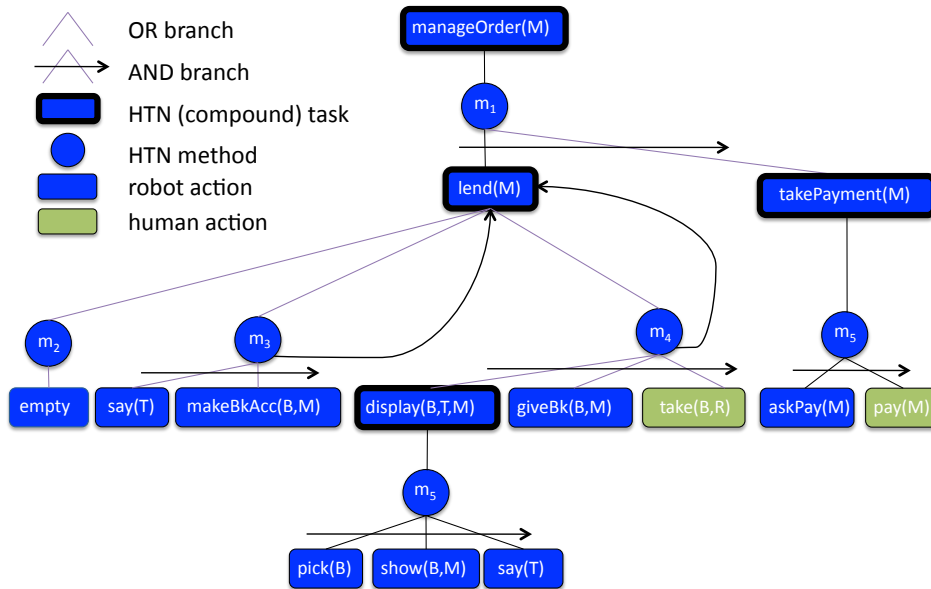 OR branch
AND branch
HTN (compound) task
HTN method
robot action
human action
manageOrder(M)
m1
lend(M)
takePayment(M)
m2
m3
m4
m5
empty
say(T)
makeBkAcc(B,M)
display(B,T,M)
giveBk(B,M)
take(B,R)
askPay(M)
pay(M)
m5
pick(B)
show(B,M)
say(T)